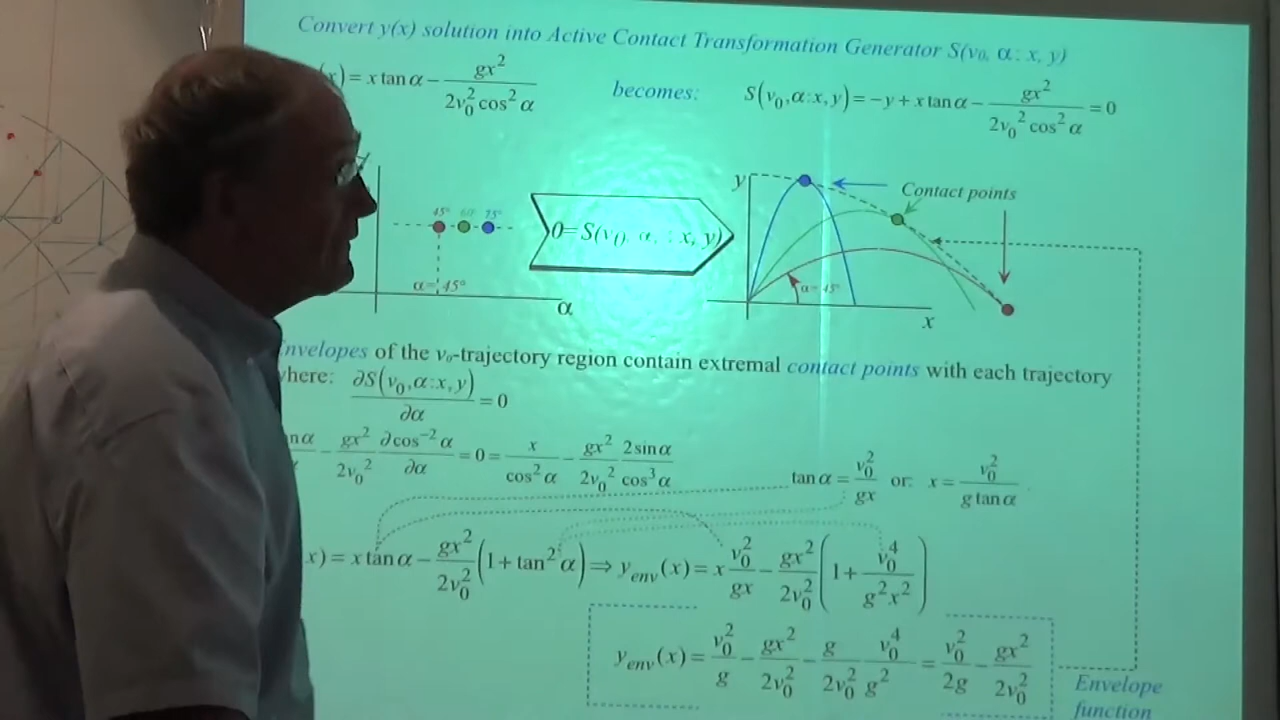 Convert y(x) solution into Active Contact Transformation Generator S(v₀, α : x, y)
x) = x tan α − gx² / 2v₀² cos² α becomes: S(v₀, α : x, y) = −y + x tan α − gx² / 2v₀² cos² α = 0
y
Contact points
45° 60° 75°
0=S(v₀, α, : x, y)
α = 45°
α = 45°
α
x
nvelopes of the v₀-trajectory region contain extremal contact points with each trajectory
here: ∂S(v₀, α : x, y) / ∂α = 0
nα − gx² / 2v₀² ∂cos⁻² α / ∂α = 0 = x / cos² α − gx² / 2v₀² 2 sin α / cos³ α
tan α = v₀² / gx or: x = v₀² / g tan α
x) = x tan α − gx² / 2v₀² (1 + tan² α) ⇒ y_env(x) = x v₀² / gx − gx² / 2v₀² (1 + v₀⁴ / g²x²)
y_env(x) = v₀² / g − gx² / 2v₀² − g / 2v₀² v₀⁴ / g² = v₀² / 2g − gx² / 2v₀²
Envelope
function